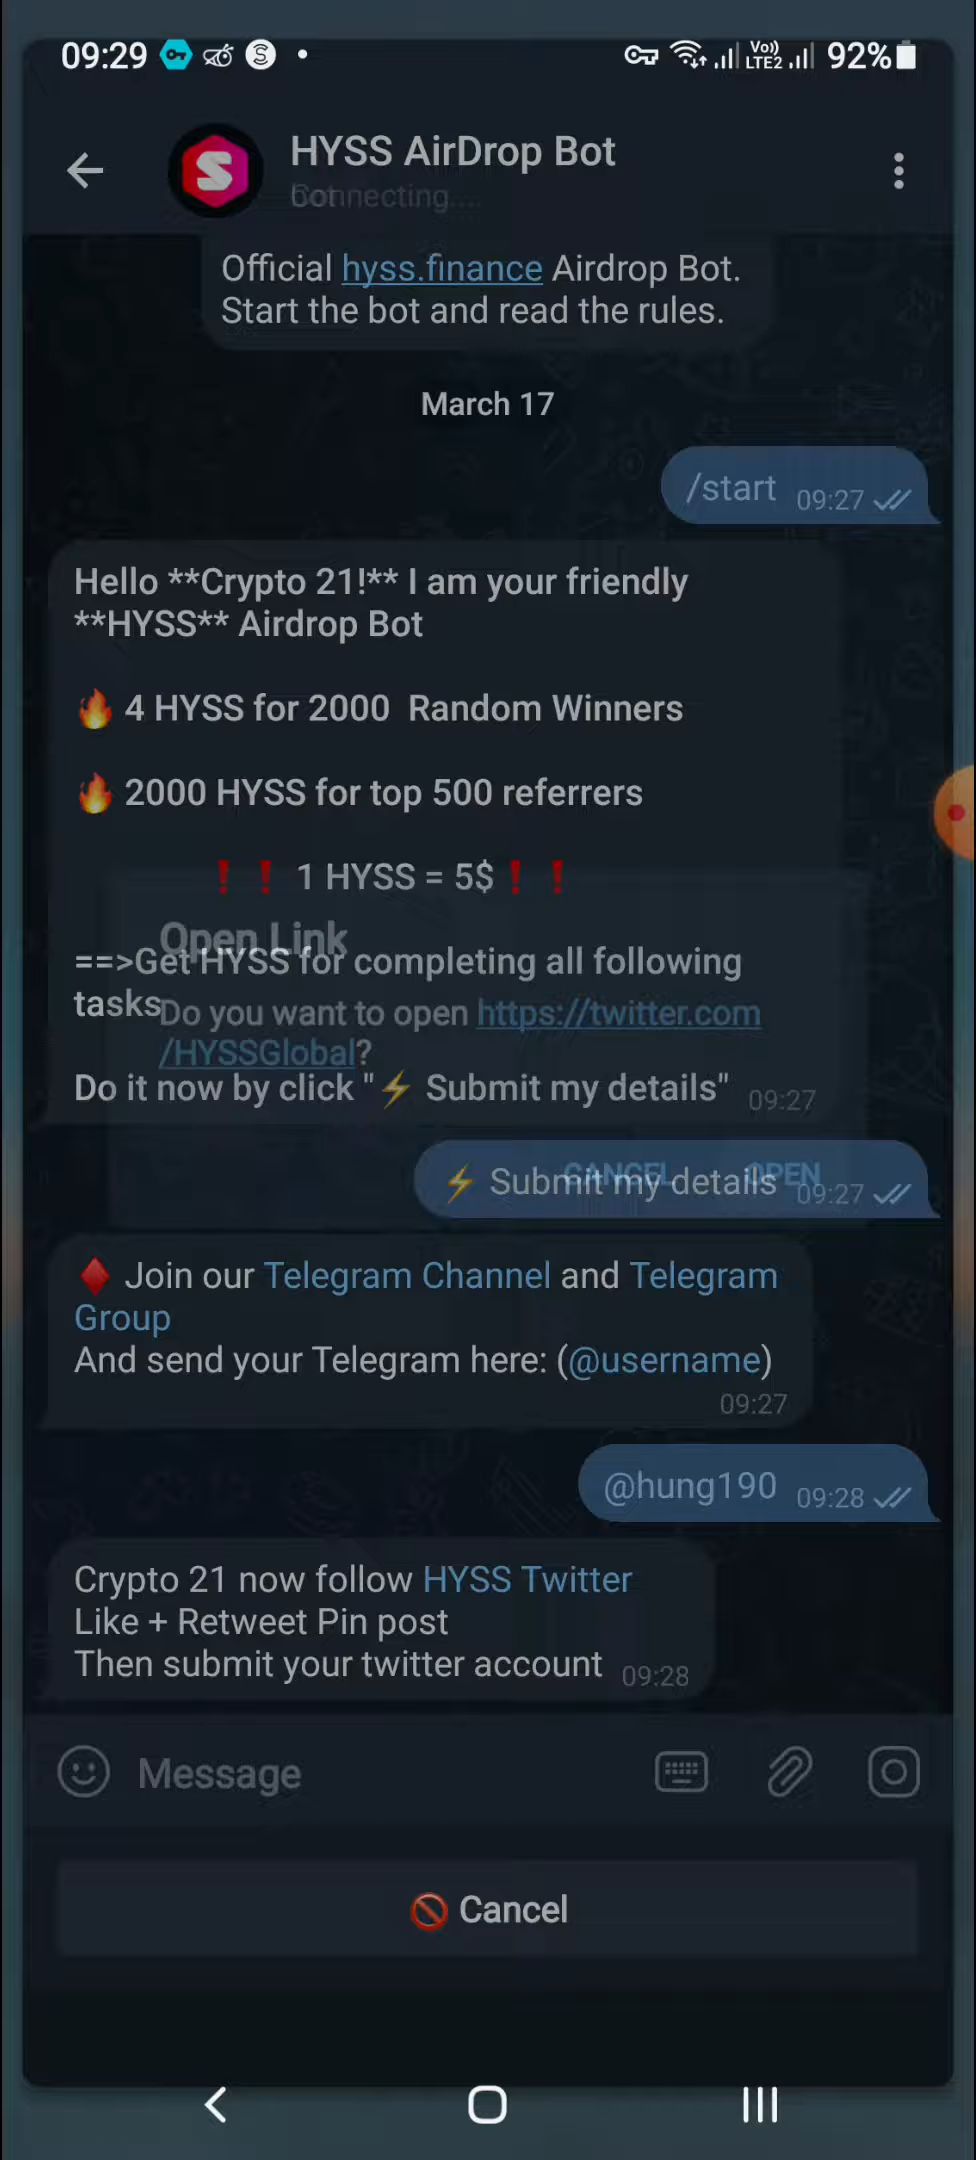 09:29
Vo))
LTE2
92%
HYSS AirDrop Bot
bot
Connecting....
Official hyss.finance Airdrop Bot.
Start the bot and read the rules.
March 17
/start 09:27
Hello **Crypto 21!** I am your friendly
**HYSS** Airdrop Bot
🔥 4 HYSS for 2000 Random Winners
🔥 2000 HYSS for top 500 referrers
❗❗ 1 HYSS = 5$❗❗
Open Link
==>Get HYSS for completing all following
tasks
Do you want to open https://twitter.com
/HYSSGlobal?
Do it now by click "⚡ Submit my details" 09:27
CANCEL OPEN
⚡ Submit my details 09:27
♦️ Join our Telegram Channel and Telegram
Group
And send your Telegram here: (@username)
09:27
@hung190 09:28
Crypto 21 now follow HYSS Twitter
Like + Retweet Pin post
Then submit your twitter account 09:28
Message
🚫 Cancel